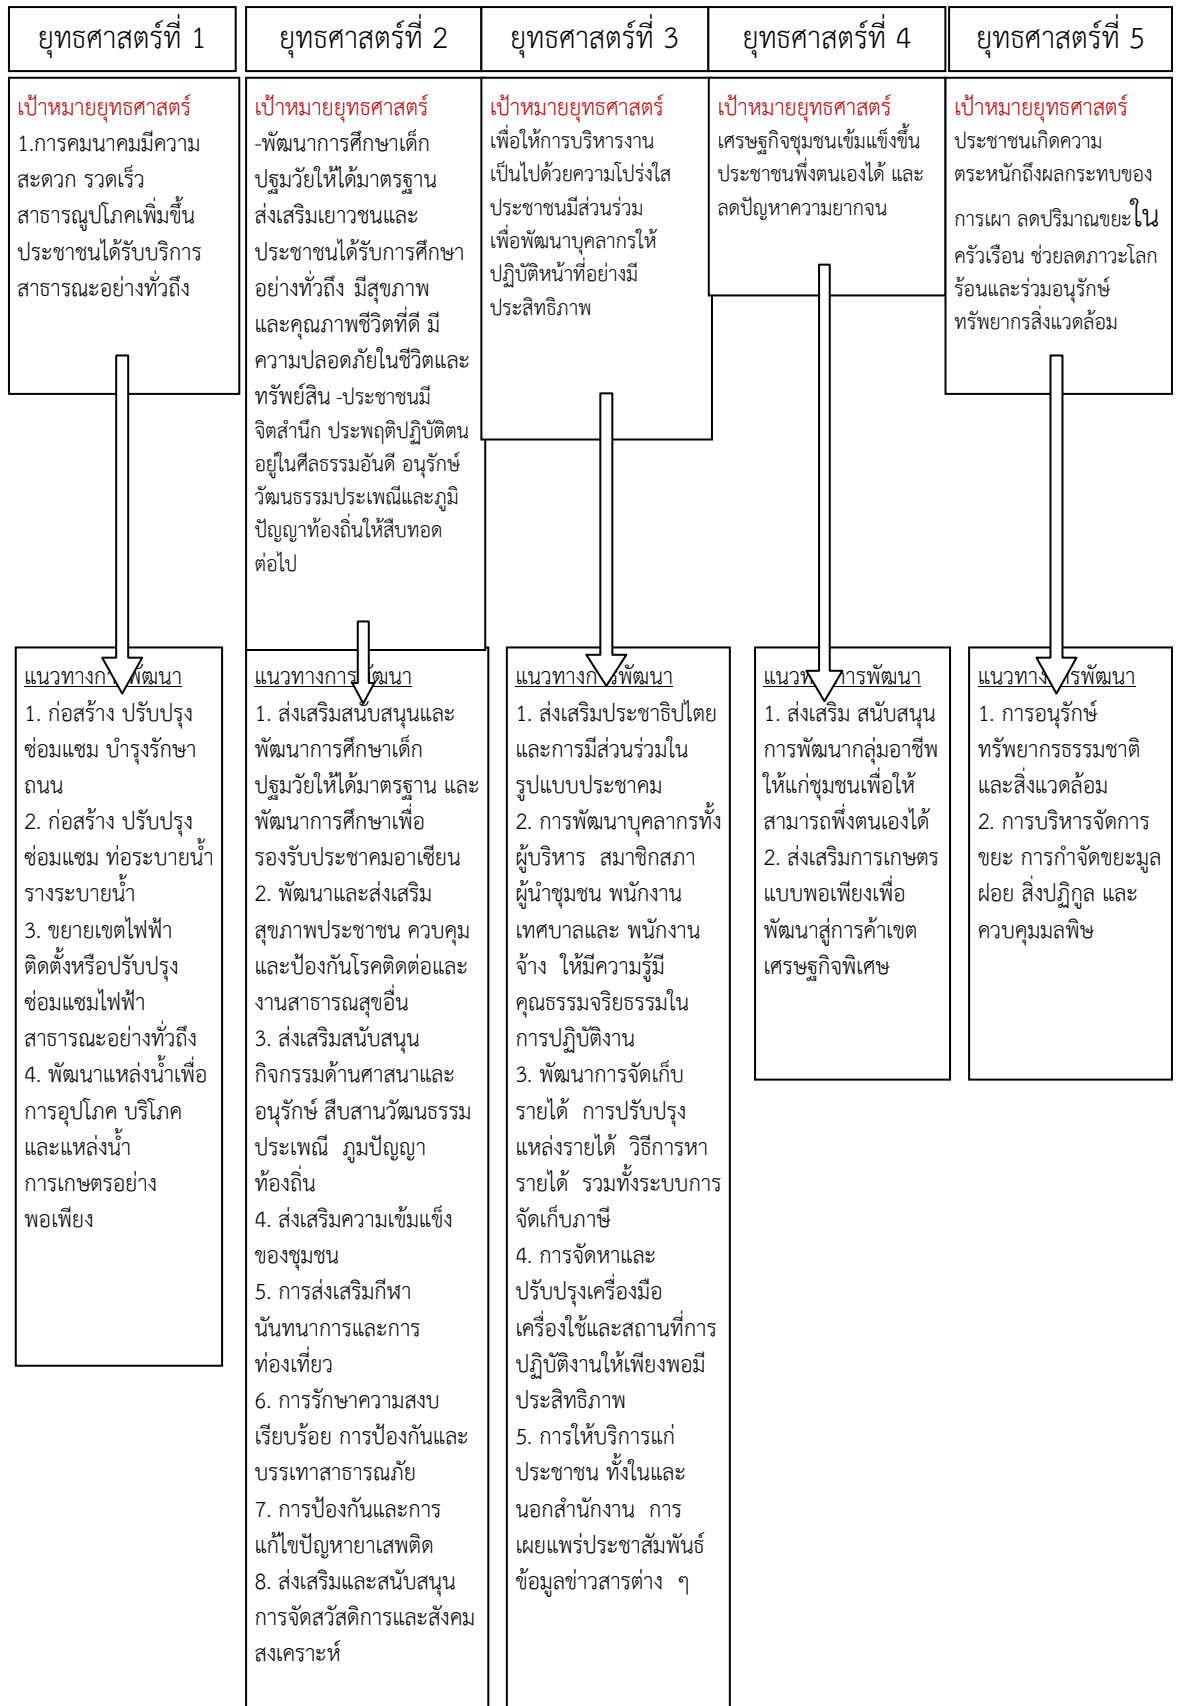 ยุทธศาสตร์ที่ 1
ยุทธศาสตร์ที่ 2
ยุทธศาสตร์ที่ 3
ยุทธศาสตร์ที่ 4
ยุทธศาสตร์ที่ 5
เป้าหมายยุทธศาสตร์
1.การคมนาคมมีความ
สะดวก รวดเร็ว
สาธารณูปโภคเพิ่มขึ้น
ประชาชนได้รับบริการ
สาธารณะอย่างทั่วถึง
เป้าหมายยุทธศาสตร์
-พัฒนาการศึกษาเด็ก
ปฐมวัยให้ได้มาตรฐาน
ส่งเสริมเยาวชนและ
ประชาชนได้รับการศึกษา
อย่างทั่วถึง มีสุขภาพ
และคุณภาพชีวิตที่ดี มี
ความปลอดภัยในชีวิตและ
ทรัพย์สิน -ประชาชนมี
จิตสำนึก ประพฤติปฏิบัติตน
อยู่ในศีลธรรมอันดี อนุรักษ์
วัฒนธรรมประเพณีและภูมิ
ปัญญาท้องถิ่นให้สืบทอด
ต่อไป
เป้าหมายยุทธศาสตร์
เพื่อให้การบริหารงาน
เป็นไปด้วยความโปร่งใส
ประชาชนมีส่วนร่วม
เพื่อพัฒนาบุคลากรให้
ปฏิบัติหน้าที่อย่างมี
ประสิทธิภาพ
เป้าหมายยุทธศาสตร์
เศรษฐกิจชุมชนเข้มแข็งขึ้น
ประชาชนพึ่งตนเองได้ และ
ลดปัญหาความยากจน
เป้าหมายยุทธศาสตร์
ประชาชนเกิดความ
ตระหนักถึงผลกระทบของ
การเผา ลดปริมาณขยะใน
ครัวเรือน ช่วยลดภาวะโลก
ร้อนและร่วมอนุรักษ์
ทรัพยากรสิ่งแวดล้อม
แนวทางการพัฒนา
1. ก่อสร้าง ปรับปรุง
ซ่อมแซม บำรุงรักษา
ถนน
2. ก่อสร้าง ปรับปรุง
ซ่อมแซม ท่อระบายน้ำ
รางระบายน้ำ
3. ขยายเขตไฟฟ้า
ติดตั้งหรือปรับปรุง
ซ่อมแซมไฟฟ้า
สาธารณะอย่างทั่วถึง
4. พัฒนาแหล่งน้ำเพื่อ
การอุปโภค บริโภค
และแหล่งน้ำ
การเกษตรอย่าง
พอเพียง
แนวทางการพัฒนา
1. ส่งเสริมสนับสนุนและ
พัฒนาการศึกษาเด็ก
ปฐมวัยให้ได้มาตรฐาน และ
พัฒนาการศึกษาเพื่อ
รองรับประชาคมอาเซียน
2. พัฒนาและส่งเสริม
สุขภาพประชาชน ควบคุม
และป้องกันโรคติดต่อและ
งานสาธารณสุขอื่น
3. ส่งเสริมสนับสนุน
กิจกรรมด้านศาสนาและ
อนุรักษ์ สืบสานวัฒนธรรม
ประเพณี  ภูมปัญญา
ท้องถิ่น
4. ส่งเสริมความเข้มแข็ง
ของชุมชน
5. การส่งเสริมกีฬา
นันทนาการและการ
ท่องเที่ยว
6. การรักษาความสงบ
เรียบร้อย การป้องกันและ
บรรเทาสาธารณภัย
7. การป้องกันและการ
แก้ไขปัญหายาเสพติด
8. ส่งเสริมและสนับสนุน
การจัดสวัสดิการและสังคม
สงเคราะห์
แนวทางการพัฒนา
1. ส่งเสริมประชาธิปไตย
และการมีส่วนร่วมใน
รูปแบบประชาคม
2. การพัฒนาบุคลากรทั้ง
ผู้บริหาร  สมาชิกสภา
ผู้นำชุมชน พนักงาน
เทศบาลและ พนักงาน
จ้าง  ให้มีความรู้มี
คุณธรรมจริยธรรมใน
การปฏิบัติงาน
3. พัฒนาการจัดเก็บ
รายได้  การปรับปรุง
แหล่งรายได้  วิธีการหา
รายได้  รวมทั้งระบบการ
จัดเก็บภาษี
4. การจัดหาและ
ปรับปรุงเครื่องมือ
เครื่องใช้และสถานที่การ
ปฏิบัติงานให้เพียงพอมี
ประสิทธิภาพ
5. การให้บริการแก่
ประชาชน ทั้งในและ
นอกสำนักงาน  การ
เผยแพร่ประชาสัมพันธ์
ข้อมูลข่าวสารต่าง  ๆ
แนวทางการพัฒนา
1. ส่งเสริม สนับสนุน
การพัฒนากลุ่มอาชีพ
ให้แก่ชุมชนเพื่อให้
สามารถพึ่งตนเองได้
2. ส่งเสริมการเกษตร
แบบพอเพียงเพื่อ
พัฒนาสู่การค้าเขต
เศรษฐกิจพิเศษ
แนวทางการพัฒนา
1. การอนุรักษ์
ทรัพยากรธรรมชาติ
และสิ่งแวดล้อม
2. การบริหารจัดการ
ขยะ การกำจัดขยะมูล
ฝอย สิ่งปฏิกูล และ
ควบคุมมลพิษ